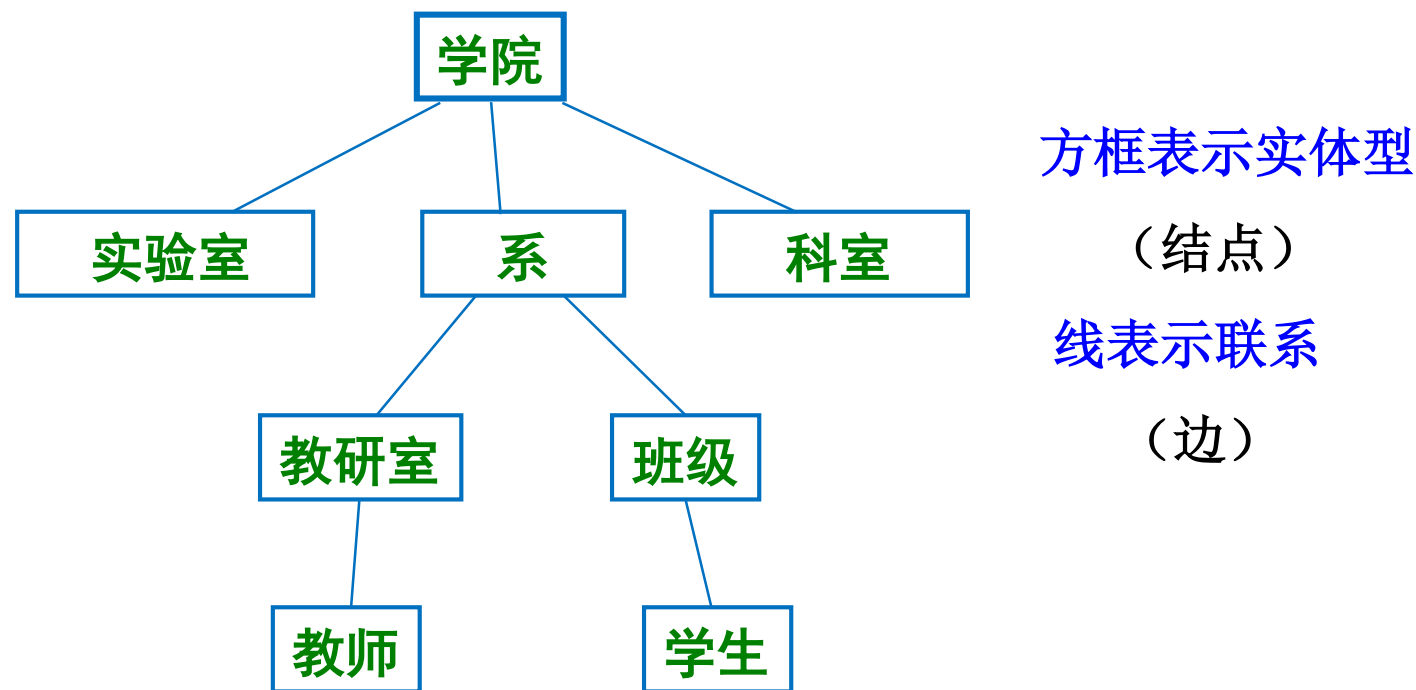 学院
实验室 系 科室
教研室 班级
教师 学生
方框表示实体型
（结点）
线表示联系
（边）